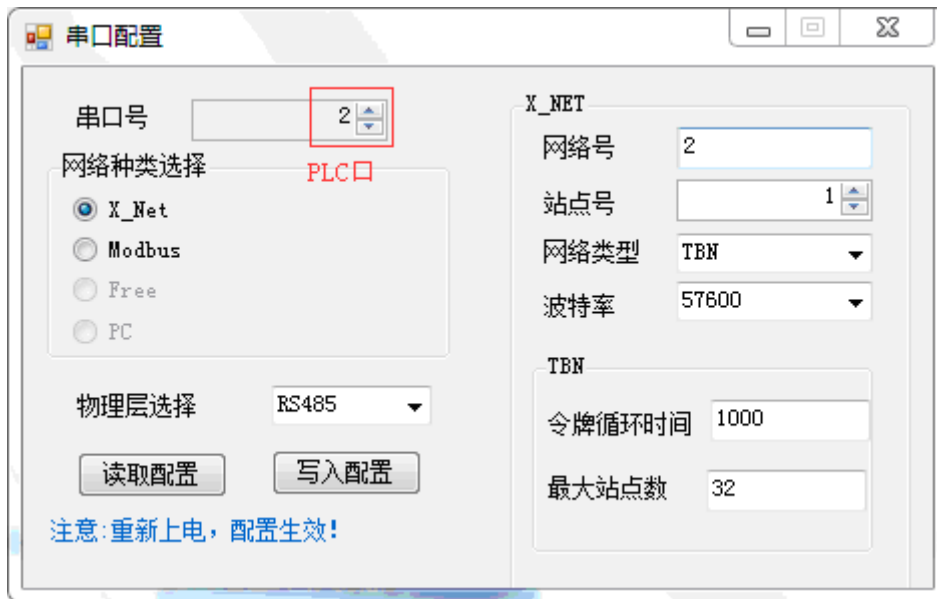 串口配置
串口号 2
PLC口
网络种类选择
X_Net
Modbus
Free
PC
物理层选择 RS485
读取配置 写入配置
注意:重新上电，配置生效!
X_NET
网络号 2
站点号 1
网络类型 TBN
波特率 57600
TBN
令牌循环时间 1000
最大站点数 32